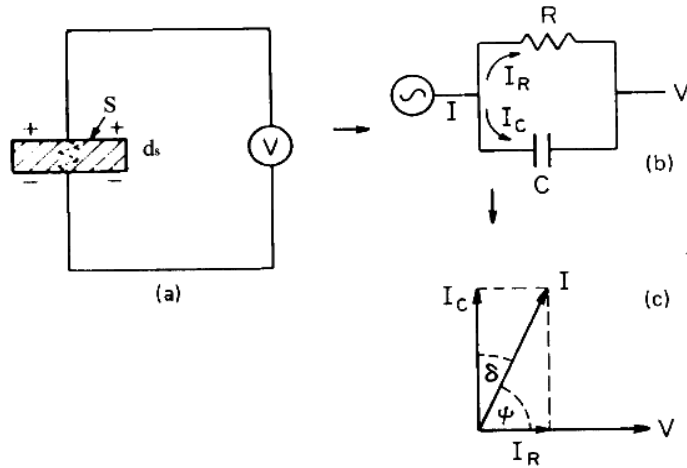 S
+ +
ds
− −
V
(a)
R
I_R
I
I_C
C
V
(b)
I_C
I
(c)
δ
ψ
I_R
V